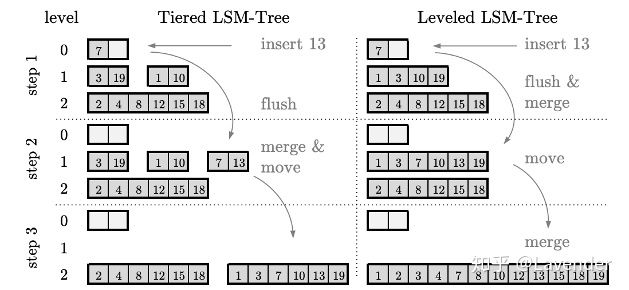 level Tiered LSM-Tree Leveled LSM-Tree
step 1
0 7 insert 13 7 insert 13
1 3 19 1 10 1 3 10 19 flush &
2 2 4 8 12 15 18 flush 2 4 8 12 15 18 merge
step 2
0
1 3 19 1 10 7 13 merge & move 1 3 7 10 13 19 move
2 2 4 8 12 15 18 2 4 8 12 15 18
step 3
0
1 merge
2 2 4 8 12 15 18 1 3 7 10 13 19 1 2 3 4 7 8 10 12 13 15 18 19
知乎 @Lavender